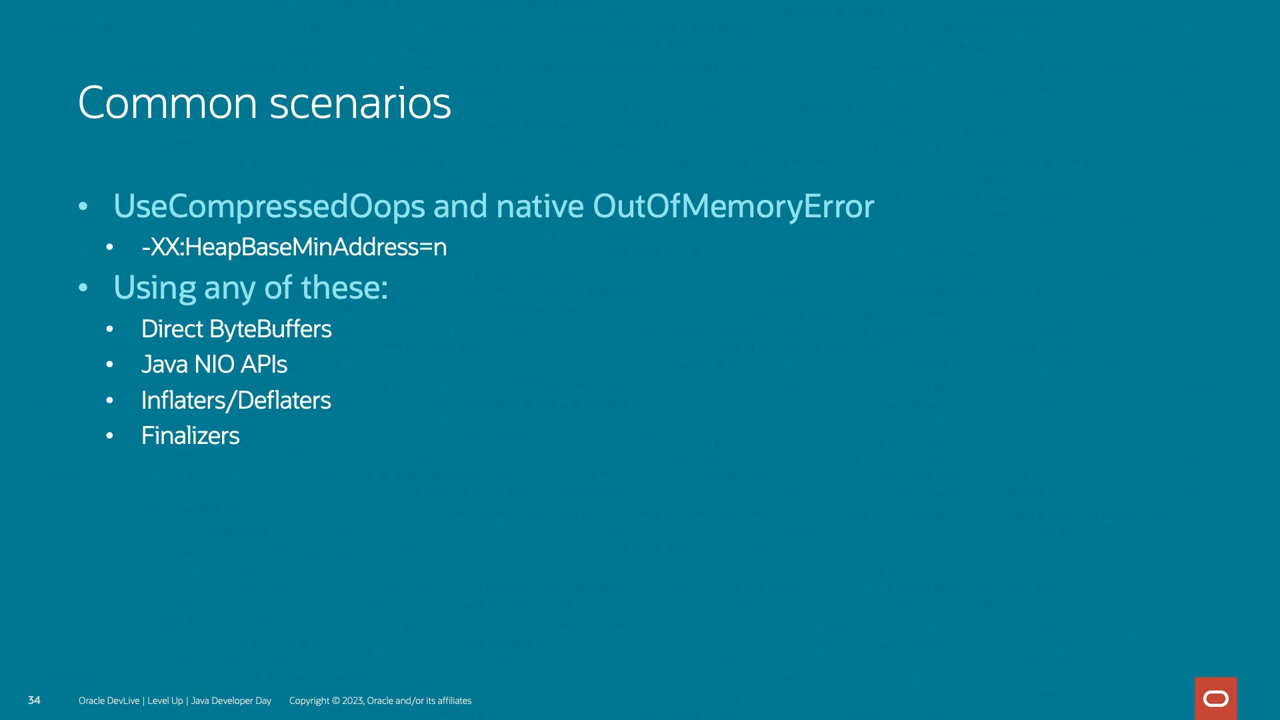 Common scenarios
• UseCompressedOops and native OutOfMemoryError
• -XX:HeapBaseMinAddress=n
• Using any of these:
• Direct ByteBuffers
• Java NIO APIs
• Inflaters/Deflaters
• Finalizers
34 Oracle DevLive | Level Up | Java Developer Day Copyright © 2023, Oracle and/or its affiliates